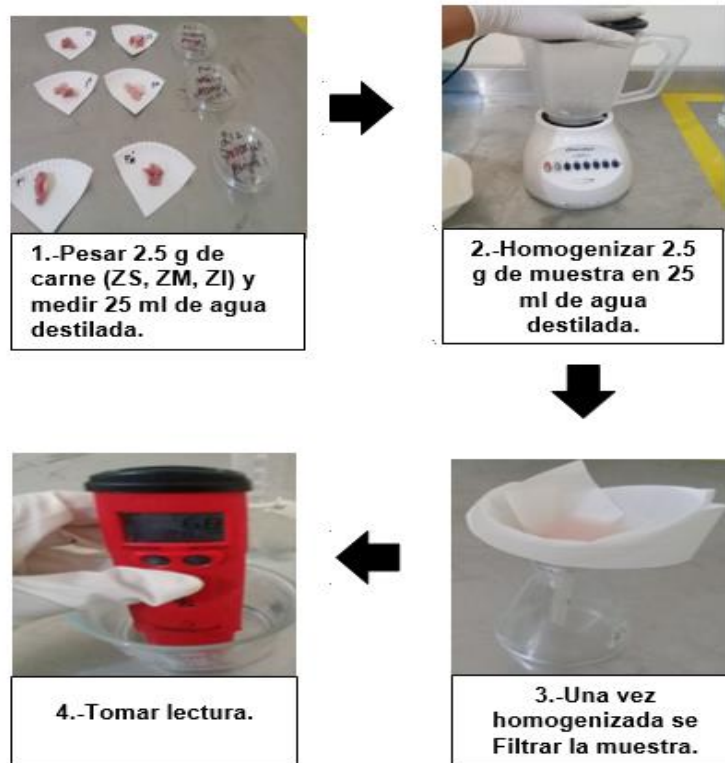 1.-Pesar 2.5 g de
carne (ZS, ZM, ZI) y
medir 25 ml de agua
destilada.
2.-Homogenizar 2.5
g de muestra en 25
ml de agua
destilada.
3.-Una vez
homogenizada se
Filtrar la muestra.
4.-Tomar lectura.